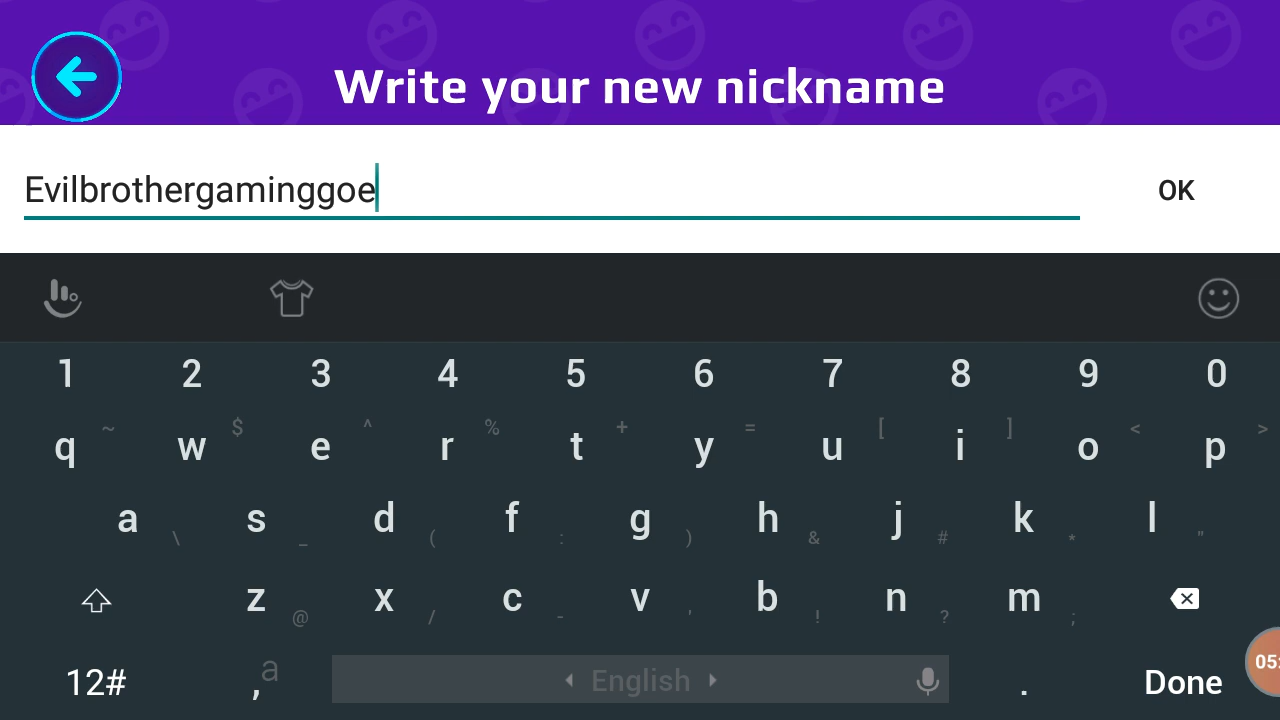 Write your new nickname
Evilbrothergaminggoe
OK
1 2 3 4 5 6 7 8 9 0
~ $ ^ % + = [ ] < >
q w e r t y u i o p
a s d f g h j k l
\ _ ( : ) & # * "
z x c v b n m
@ / - ' ! ? ;
12# , a English . Done
05: